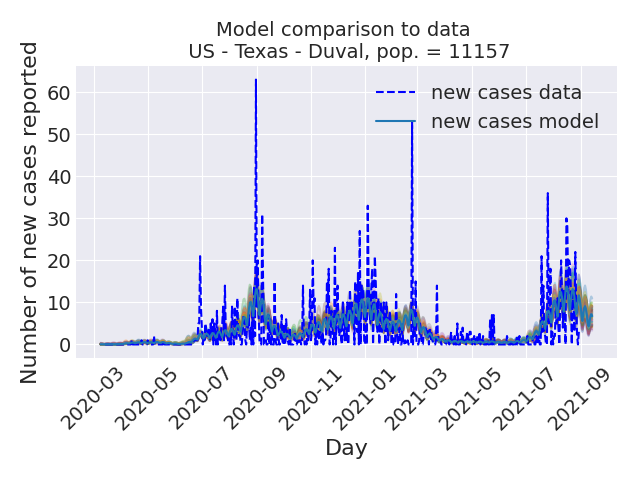 Model comparison to data
US - Texas - Duval, pop. = 11157
Number of new cases reported
60
50
40
30
20
10
0
new cases data
new cases model
2020-03
2020-05
2020-07
2020-09
2020-11
2021-01
2021-03
2021-05
2021-07
2021-09
Day